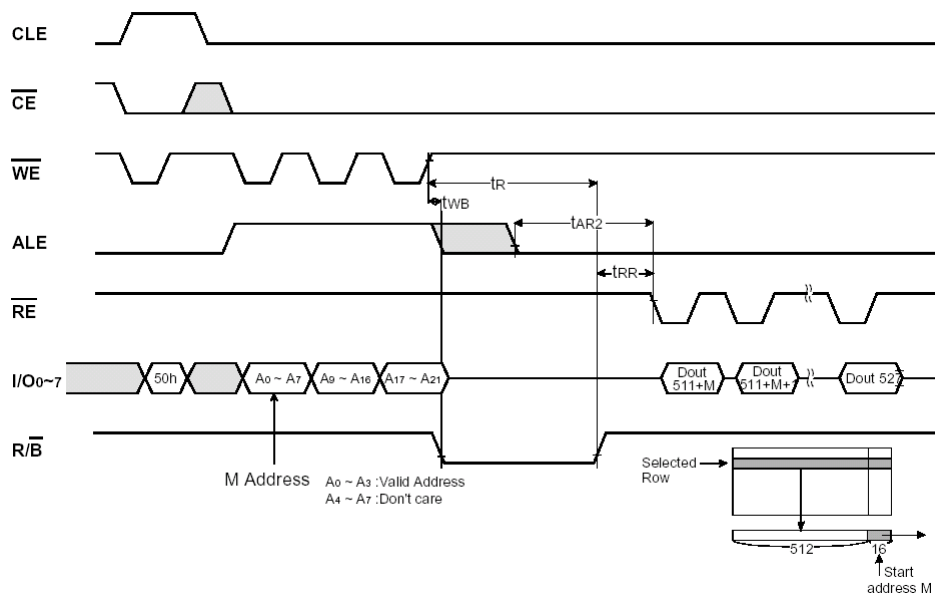 CLE
CE
WE
tR
tWB
ALE
tAR2
tRR
RE
I/O0~7
50h
A0 ~ A7
A9 ~ A16
A17 ~ A21
Dout
511+M
Dout
511+M+1
Dout 527
R/B
M Address
A0 ~ A3 :Valid Address
A4 ~ A7 :Don't care
Selected
Row
512
16
Start
address M